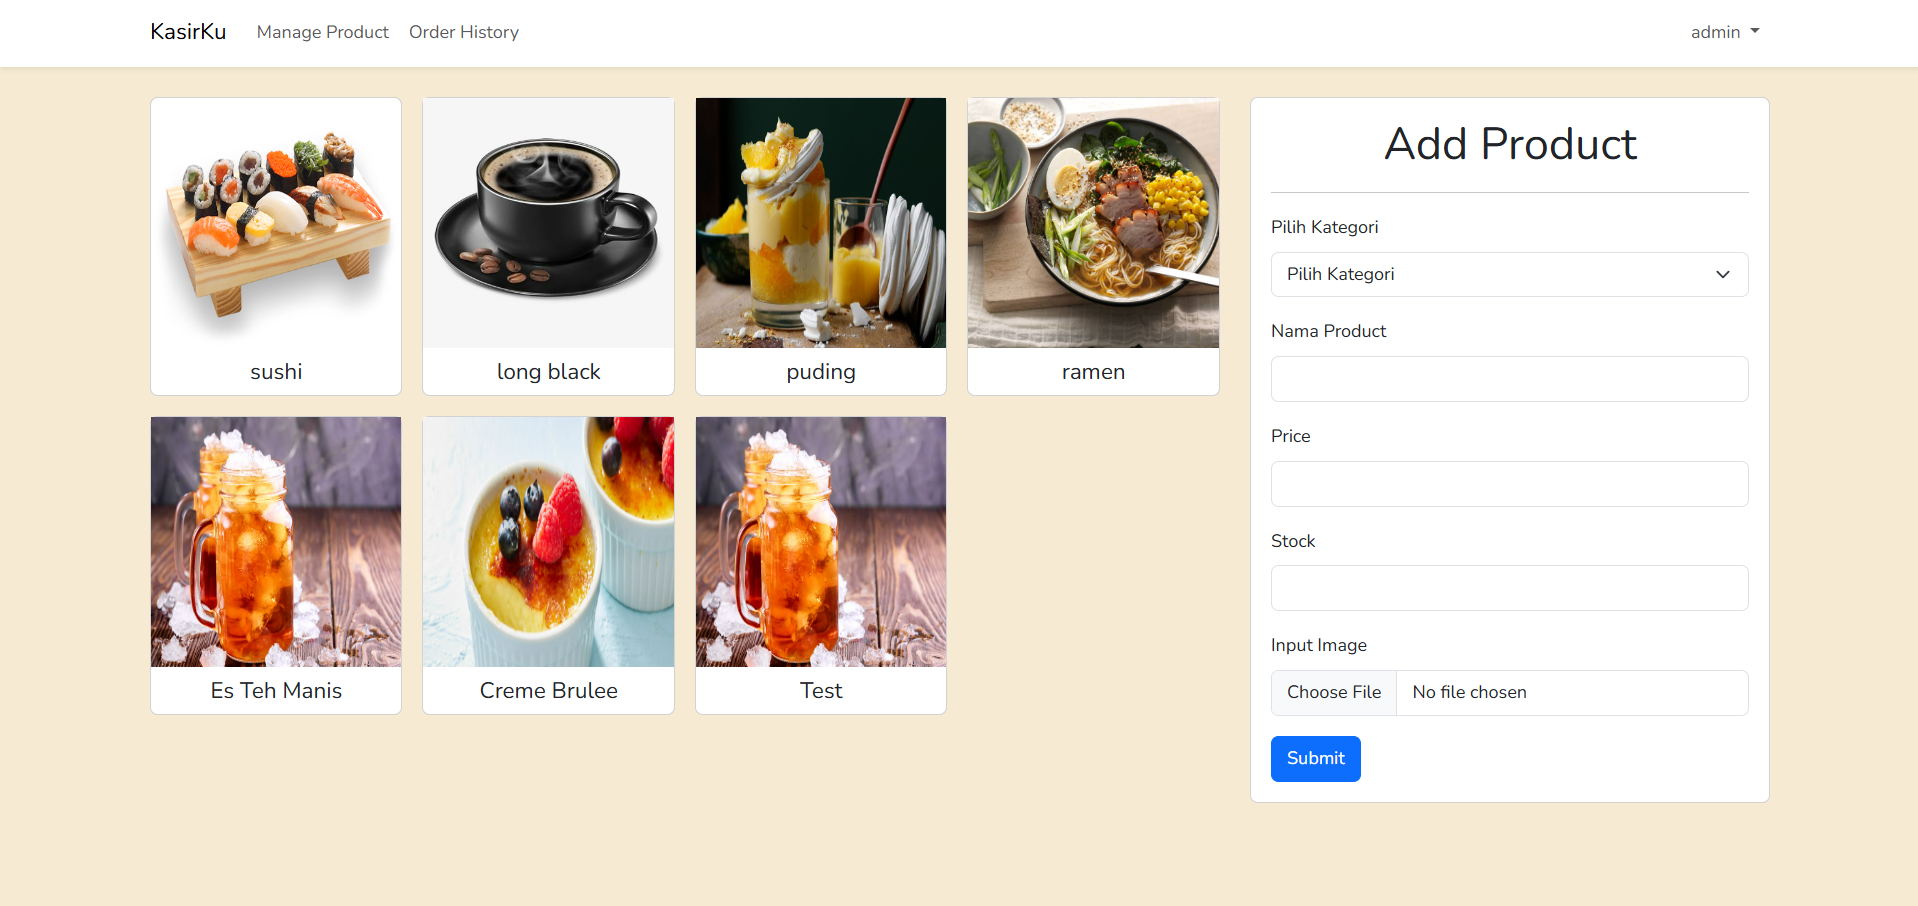 KasirKu Manage Product Order History admin
sushi
long black
puding
ramen
Es Teh Manis
Creme Brulee
Test
Add Product
Pilih Kategori
Pilih Kategori
Nama Product
Price
Stock
Input Image
Choose File No file chosen
Submit